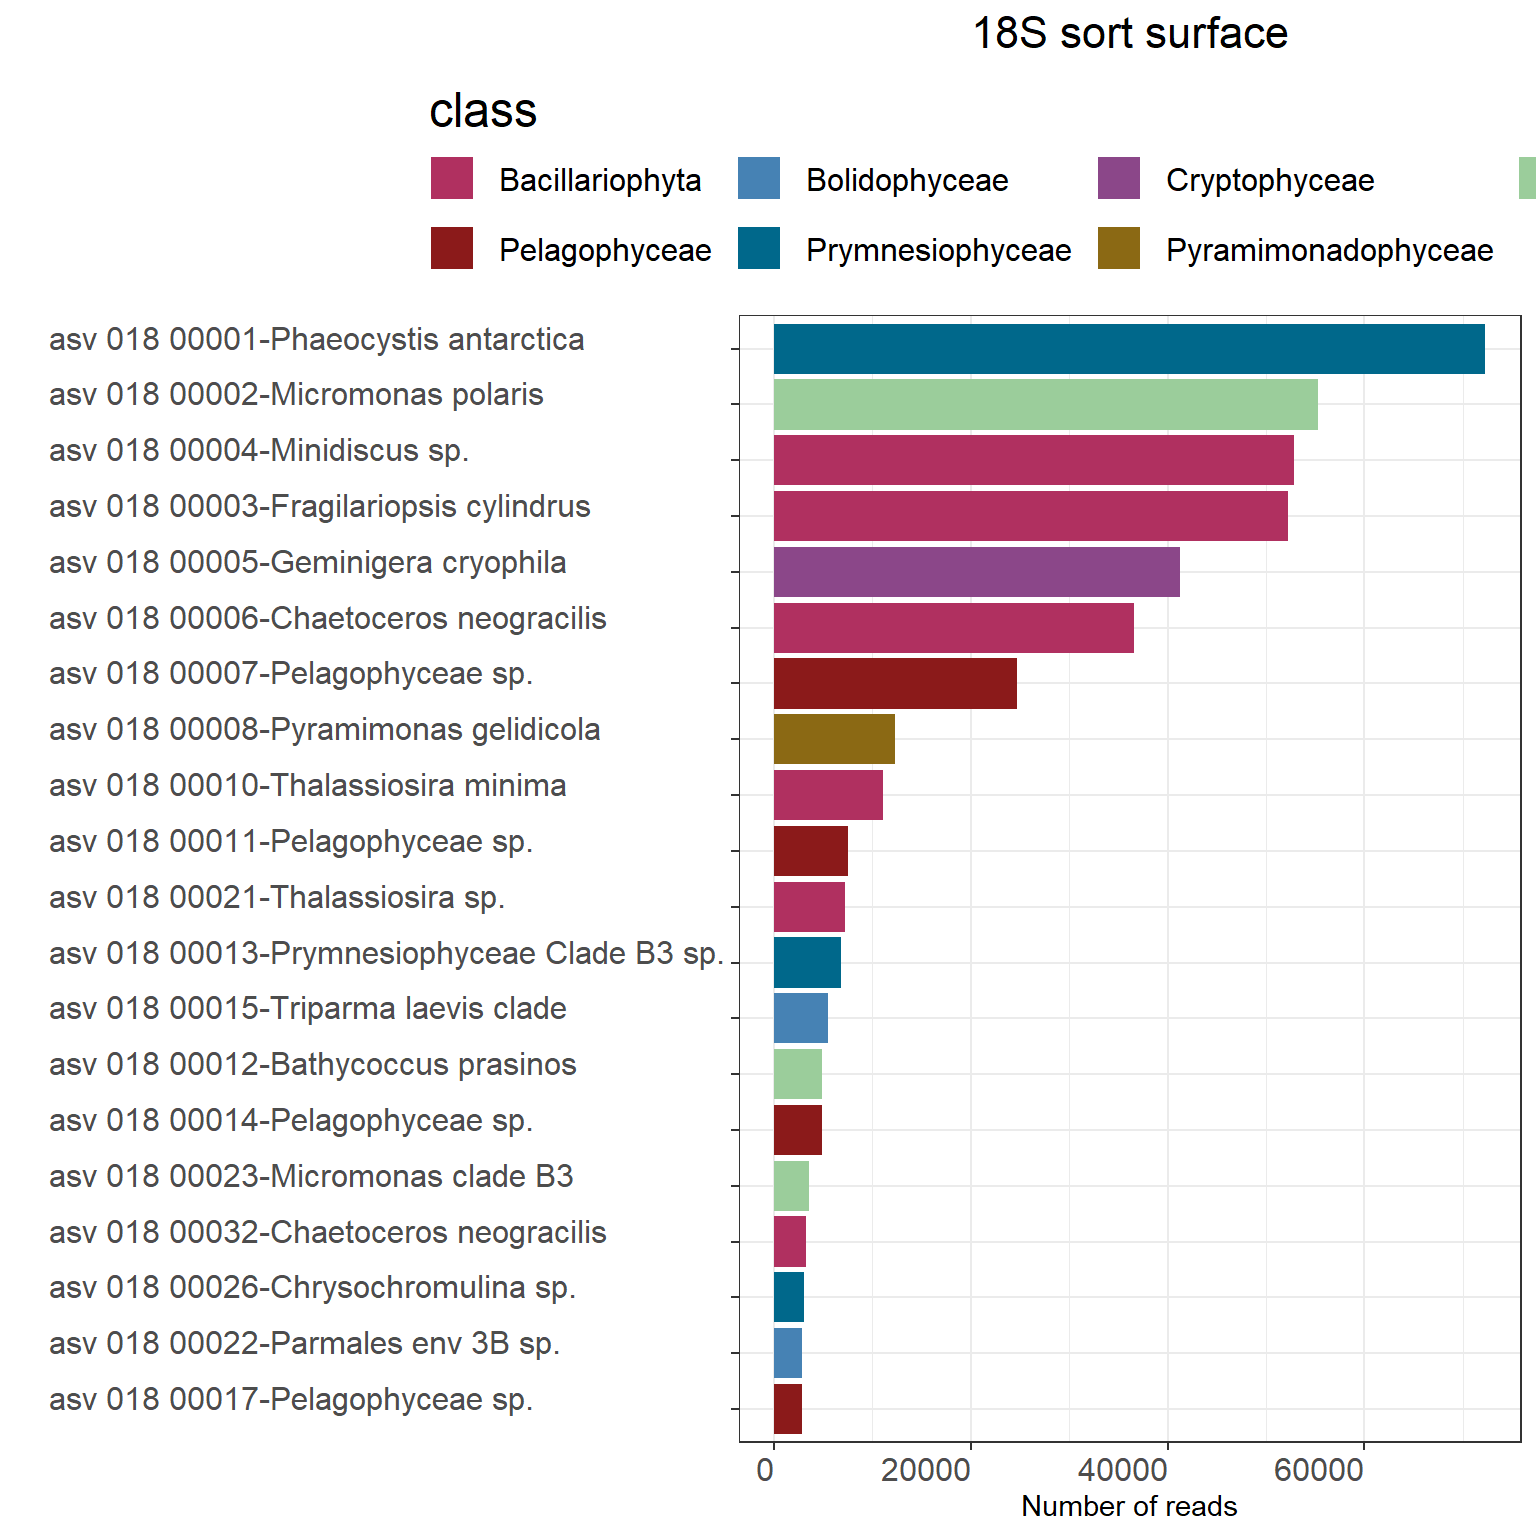 18S sort surface
class
Bacillariophyta Bolidophyceae Cryptophyceae
Pelagophyceae Prymnesiophyceae Pyramimonadophyceae
asv 018 00001-Phaeocystis antarctica
asv 018 00002-Micromonas polaris
asv 018 00004-Minidiscus sp.
asv 018 00003-Fragilariopsis cylindrus
asv 018 00005-Geminigera cryophila
asv 018 00006-Chaetoceros neogracilis
asv 018 00007-Pelagophyceae sp.
asv 018 00008-Pyramimonas gelidicola
asv 018 00010-Thalassiosira minima
asv 018 00011-Pelagophyceae sp.
asv 018 00021-Thalassiosira sp.
asv 018 00013-Prymnesiophyceae Clade B3 sp.
asv 018 00015-Triparma laevis clade
asv 018 00012-Bathycoccus prasinos
asv 018 00014-Pelagophyceae sp.
asv 018 00023-Micromonas clade B3
asv 018 00032-Chaetoceros neogracilis
asv 018 00026-Chrysochromulina sp.
asv 018 00022-Parmales env 3B sp.
asv 018 00017-Pelagophyceae sp.
0 20000 40000 60000
Number of reads